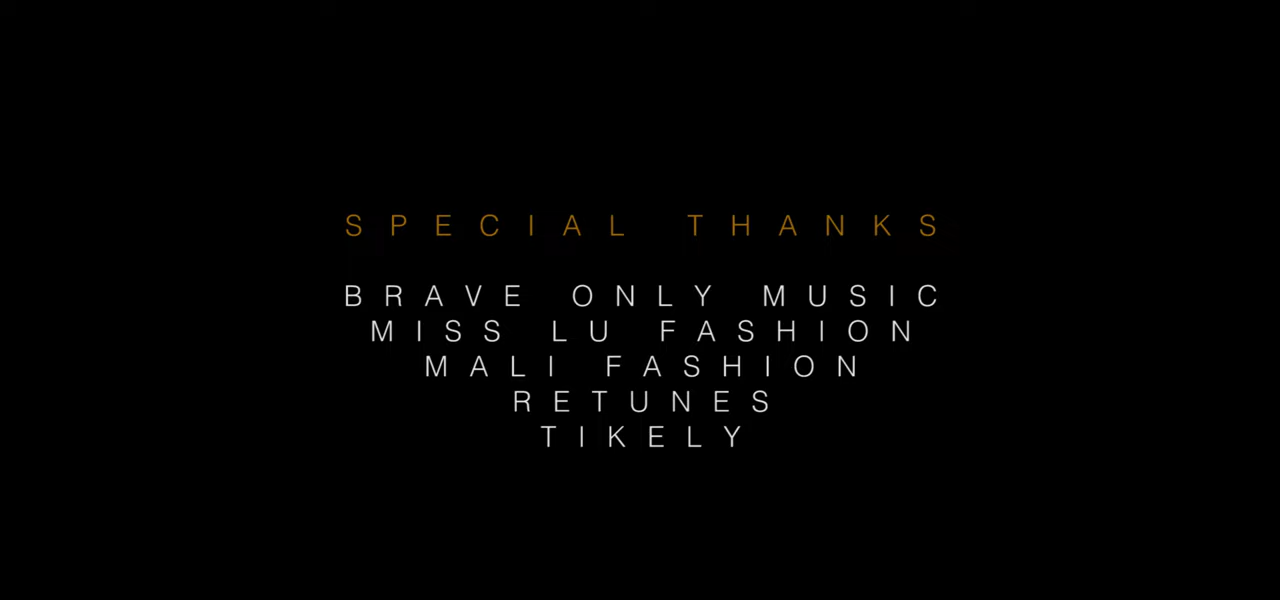 SPECIAL THANKS
BRAVE ONLY MUSIC
MISS LU FASHION
MALI FASHION
RETUNES
TIKELY